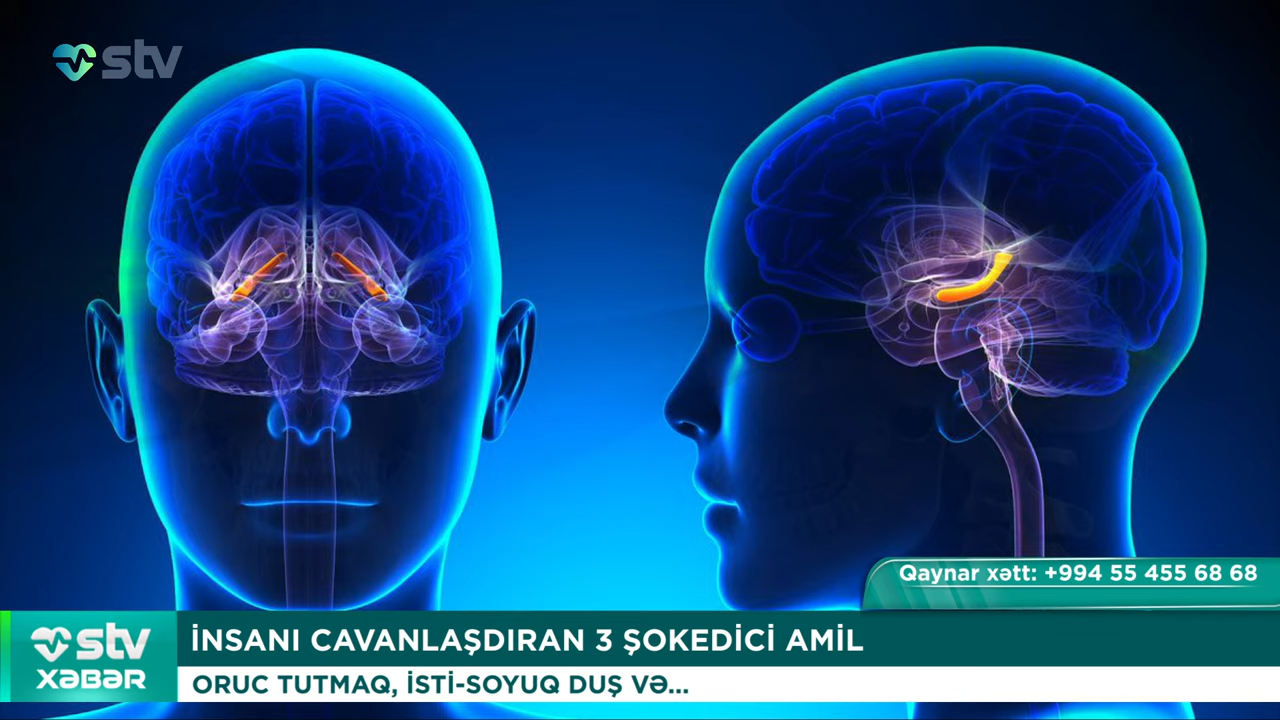 stv
Qaynar xətt: +994 55 455 68 68
stv
XƏBƏR
İNSANI CAVANLAŞDIRAN 3 ŞOKEDİCİ AMİL
ORUC TUTMAQ, İSTİ-SOYUQ DUŞ VƏ...